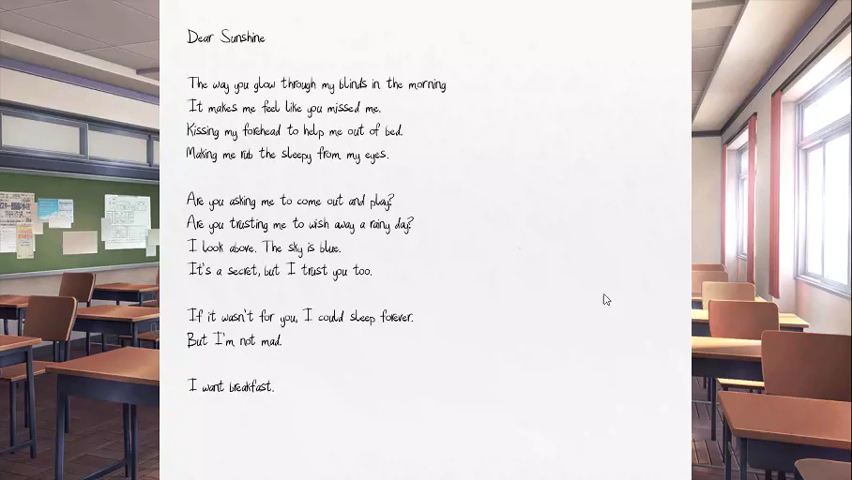 Dear Sunshine
The way you glow through my blinds in the morning
It makes me feel like you missed me.
Kissing my forehead to help me out of bed.
Making me rub the sleepy from my eyes.
Are you asking me to come out and play?
Are you trusting me to wish away a rainy day?
I look above. The sky is blue.
It's a secret, but I trust you too.
If it wasn't for you, I could sleep forever.
But I'm not mad.
I want breakfast.